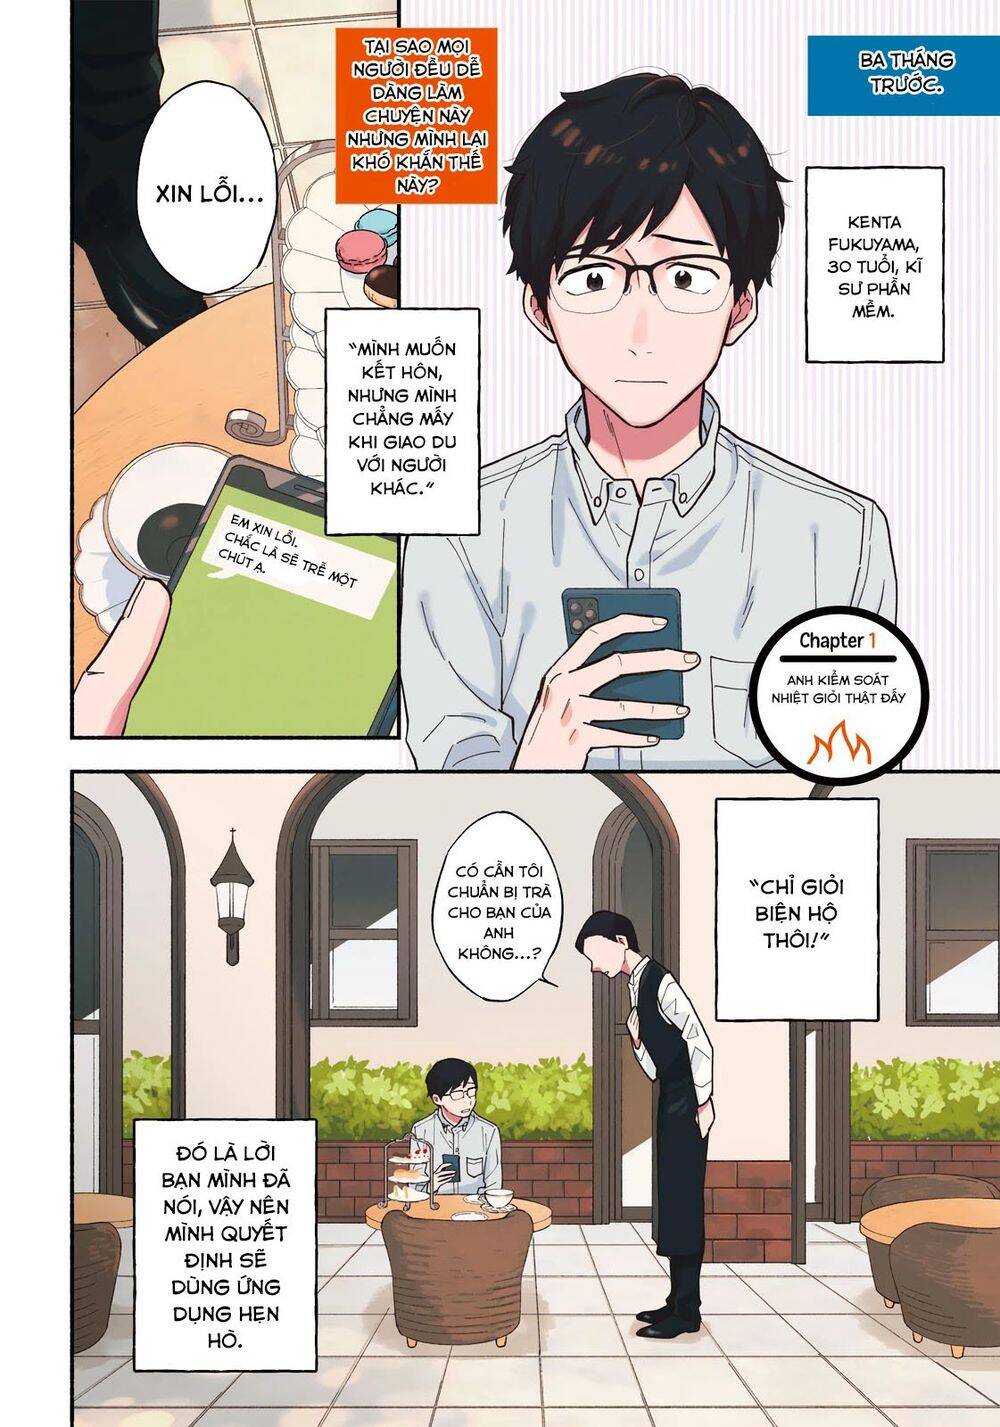 BA THÁNG
TRƯỚC.
KENTA
FUKUYAMA,
30 TUỔI, KĨ
SƯ PHẦN
MỀM.
TẠI SAO MỌI
NGƯỜI ĐỀU DỄ
DÀNG LÀM
CHUYỆN NÀY
NHƯNG MÌNH LẠI
KHÓ KHĂN THẾ
NÀY?
XIN LỖI...
"MÌNH MUỐN
KẾT HÔN,
NHƯNG MÌNH
CHẲNG MẤY
KHI GIAO DU
VỚI NGƯỜI
KHÁC."
EM XIN LỖI.
CHẮC LÀ SẼ TRỄ MỘT
CHÚT Ạ.
Chapter 1
ANH KIỂM SOÁT
NHIỆT GIỎI THẬT ĐẤY
"CHỈ GIỎI
BIỆN HỘ
THÔI!"
CÓ CẦN TÔI
CHUẨN BỊ TRÀ
CHO BẠN CỦA
ANH
KHÔNG...?
ĐÓ LÀ LỜI
BẠN MÌNH ĐÃ
NÓI, VẬY NÊN
MÌNH QUYẾT
ĐỊNH SẼ
DÙNG ỨNG
DỤNG HẸN
HÒ.